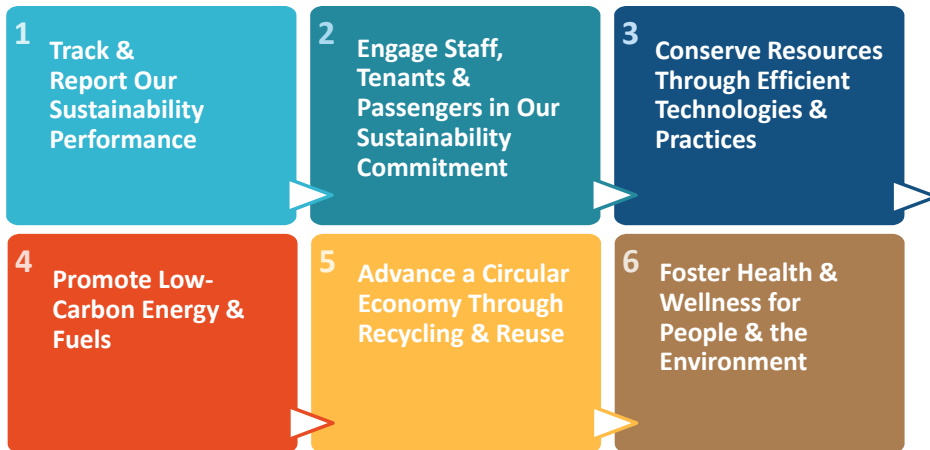 1
Track &
Report Our
Sustainability
Performance
2
Engage Staff,
Tenants &
Passengers in Our
Sustainability
Commitment
3
Conserve Resources
Through Efficient
Technologies &
Practices
4
Promote Low-
Carbon Energy &
Fuels
5
Advance a Circular
Economy Through
Recycling & Reuse
6
Foster Health &
Wellness for
People & the
Environment